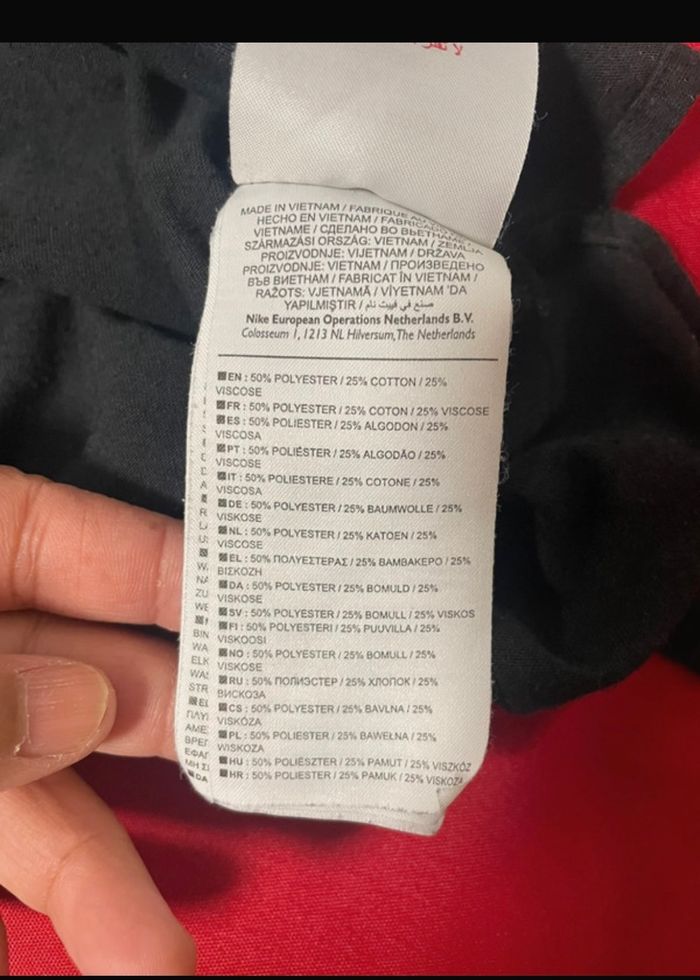 MADE IN VIETNAM / FABRIQUE AU
HECHO EN VIETNAM / FABRICADO
VIETNAME / СДЕЛАНО ВО ВЬЕТНАМЕ /
SZÁRMAZÁSI ORSZÁG: VIETNAM / ZEMLJA
PROIZVODNJE: VIJETNAM / DRŽAVA
PROIZVODNJE: VIETNAM / ПРОИЗВЕДЕНО
ВЪВ ВИЕТНАМ / FABRICAT ÎN VIETNAM /
RAŽOTS: VJETNAMĀ / VİYETNAM 'DA
YAPILMIŞTIR / صنع في فييت نام
Nike European Operations Netherlands B.V.
Colosseum 1, 1213 NL Hilversum, The Netherlands
EN : 50% POLYESTER / 25% COTTON / 25%
VISCOSE
FR : 50% POLYESTER / 25% COTON / 25% VISCOSE
ES : 50% POLIESTER / 25% ALGODON / 25%
VISCOSA
PT : 50% POLIÉSTER / 25% ALGODÃO / 25%
VISCOSE
IT : 50% POLIESTERE / 25% COTONE / 25%
VISCOSA
DE : 50% POLYESTER / 25% BAUMWOLLE / 25%
VISKOSE
NL : 50% POLYESTER / 25% KATOEN / 25%
VISCOSE
EL : 50% ΠΟΛΥΕΣΤΕΡΑΣ / 25% ΒΑΜΒΑΚΕΡΟ / 25%
ΒΙΣΚΟΖΗ
DA : 50% POLYESTER / 25% BOMULD / 25%
VISKOSE
SV : 50% POLYESTER / 25% BOMULL / 25% VISKOS
FI : 50% POLYESTERI / 25% PUUVILLA / 25%
VISKOOSI
NO : 50% POLYESTER / 25% BOMULL / 25%
VISKOSE
RU : 50% ПОЛИЭСТЕР / 25% ХЛОПОК / 25%
ВИСКОЗА
CS : 50% POLYESTER / 25% BAVLNA / 25%
VISKÓZA
PL : 50% POLIESTER / 25% BAWEŁNA / 25%
WISKOZA
HU : 50% POLIÉSZTER / 25% PAMUT / 25% VISZKÓZ
HR : 50% POLIESTER / 25% PAMUK / 25% VISKOZA